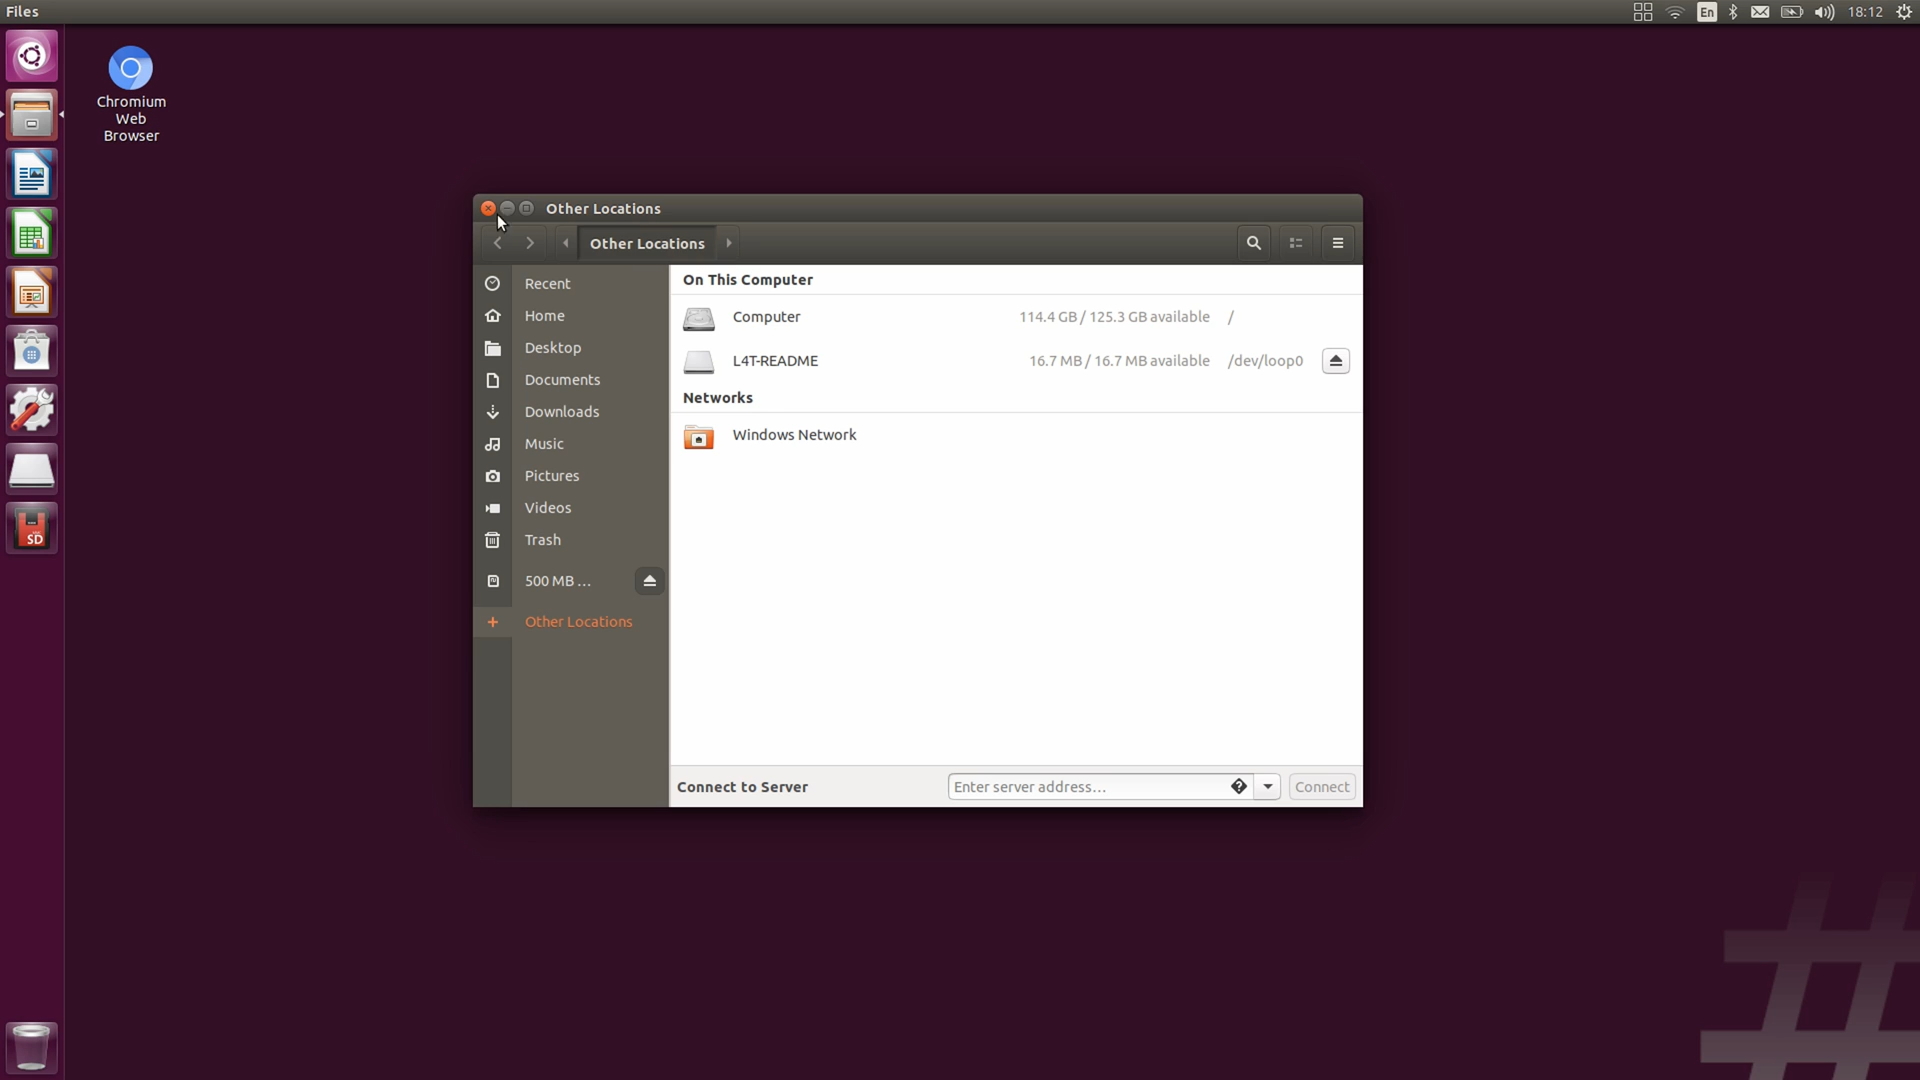 Files
En
18:12
Chromium
Web
Browser
Other Locations
Other Locations
Recent
Home
Desktop
Documents
Downloads
Music
Pictures
Videos
Trash
500 MB ...
Other Locations
On This Computer
Computer 114.4 GB / 125.3 GB available /
L4T-README 16.7 MB / 16.7 MB available /dev/loop0
Networks
Windows Network
Connect to Server Enter server address... Connect
SD